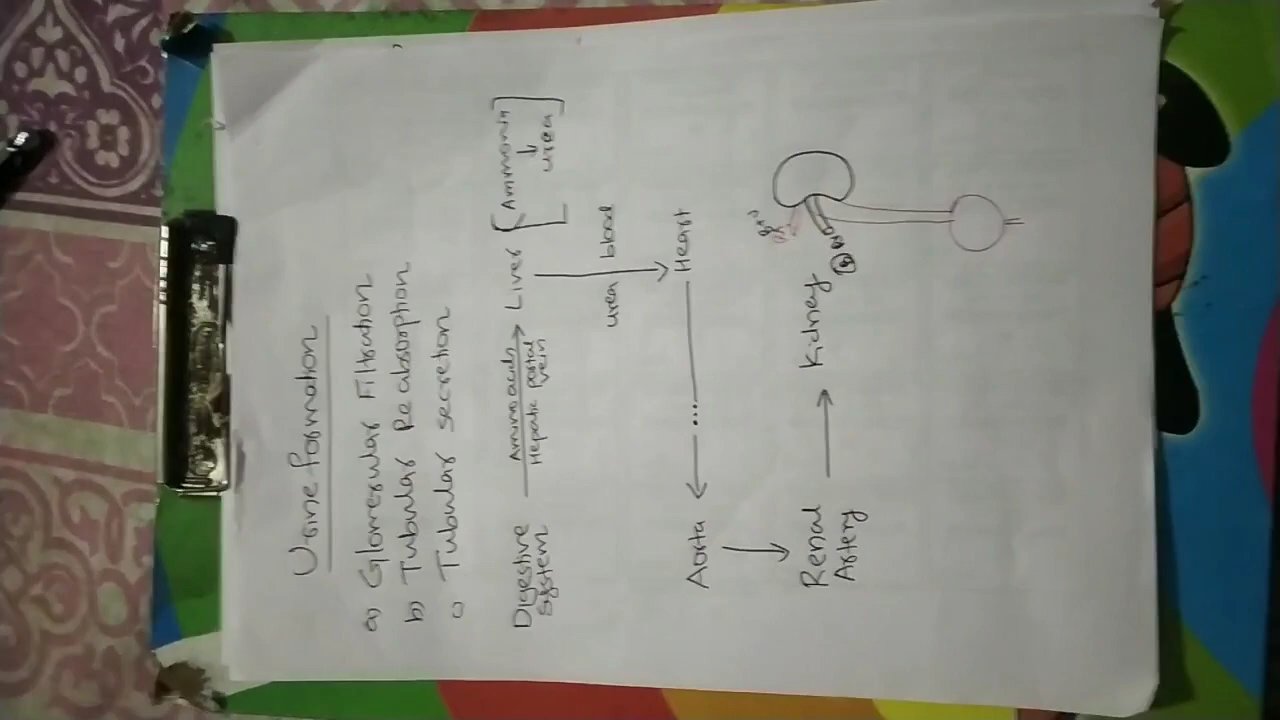 Urine formation
a) Glomerular Filtration
b) Tubular Reabsorption
c) Tubular secretion
Digestive System
Amino acids
Hepatic portal vein
Liver
[Ammonia ↓ urea]
urea blood
Heart
Aorta
Renal Artery
Kidney